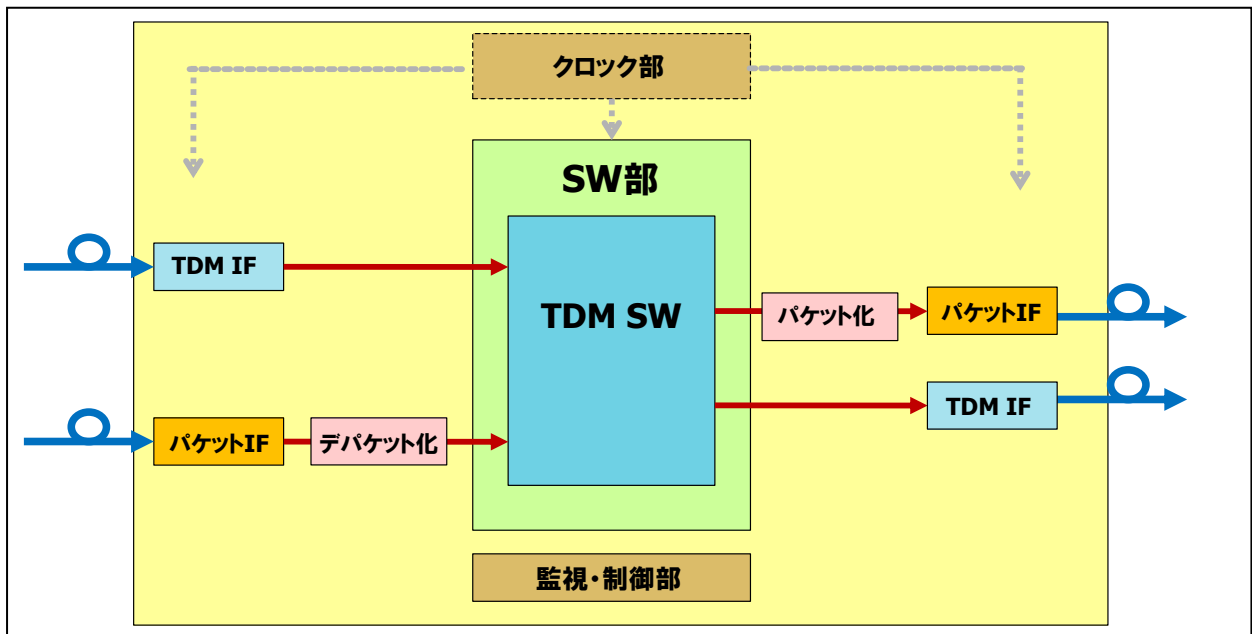 クロック部
SW部
TDM IF
TDM SW
パケット化
パケットIF
TDM IF
パケットIF
デパケット化
監視・制御部